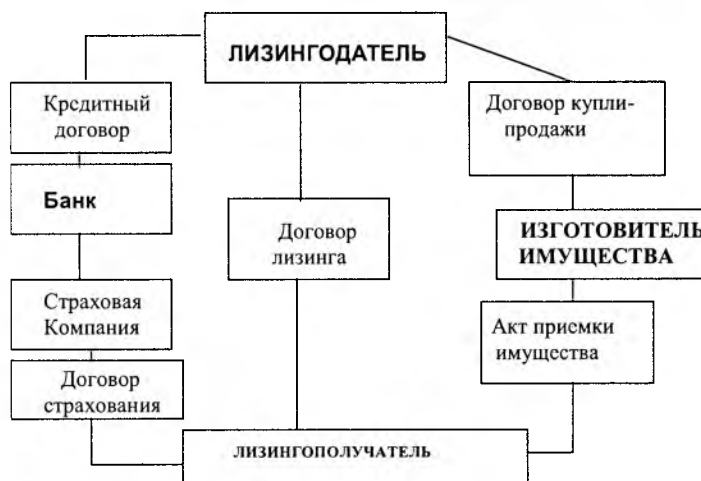 ЛИЗИНГОДАТЕЛЬ
Кредитный
договор
Договор купли-
продажи
Банк
Договор
лизинга
ИЗГОТОВИТЕЛЬ
ИМУЩЕСТВА
Страховая
Компания
Акт приемки
имущества
Договор
страхования
ЛИЗИНГОПОЛУЧАТЕЛЬ